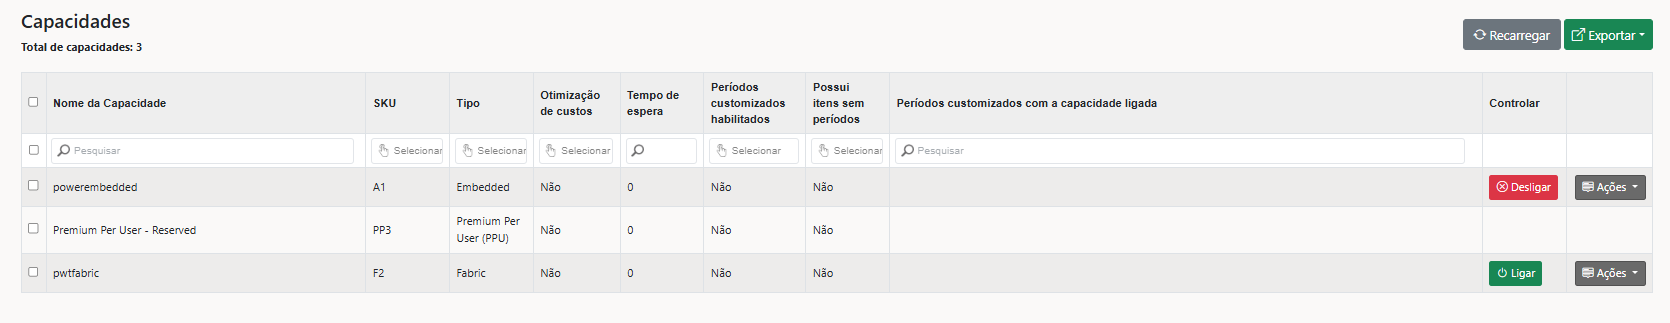 Capacidades
Total de capacidades: 3
Recarregar
Exportar
Nome da Capacidade
SKU
Tipo
Otimização
de custos
Tempo de
espera
Períodos
customizados
habilitados
Possui
itens sem
períodos
Períodos customizados com a capacidade ligada
Controlar
Pesquisar
Selecionar
Selecionar
Selecionar
Selecionar
Selecionar
Pesquisar
powerembedded
A1
Embedded
Não
0
Não
Não
Desligar
Ações
Premium Per User - Reserved
PP3
Premium Per
User (PPU)
Não
0
Não
Não
pwtfabric
F2
Fabric
Não
0
Não
Não
Ligar
Ações